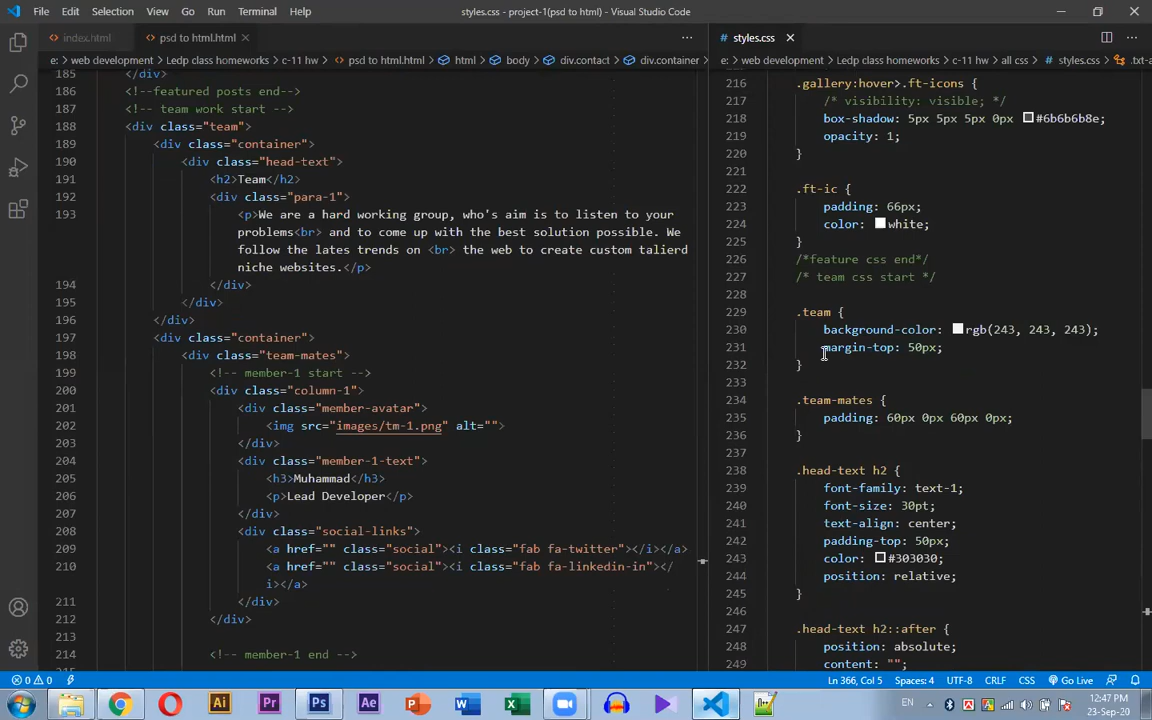 File Edit Selection View Go Run Terminal Help
styles.css - project-1(psd to html) - Visual Studio Code
index.html
psd to html.html
e: > web development > Ledp class homeworks > c-11 hw > psd to html.html > html > body > div.contact > div.container
185 </div>
186 <!--featured posts end-->
187 <!-- team work start -->
188 <div class="team">
189 <div class="container">
190 <div class="head-text">
191 <h2>Team</h2>
192 <div class="para-1">
193 <p>We are a hard working group, who's aim is to listen to your
problems<br> and to come up with the best solution possible. We
follow the lates trends on <br> the web to create custom talierd
niche websites.</p>
194 </div>
195 </div>
196 </div>
197 <div class="container">
198 <div class="team-mates">
199 <!-- member-1 start -->
200 <div class="column-1">
201 <div class="member-avatar">
202 <img src="images/tm-1.png" alt="">
203 </div>
204 <div class="member-1-text">
205 <h3>Muhammad</h3>
206 <p>Lead Developer</p>
207 </div>
208 <div class="social-links">
209 <a href="" class="social"><i class="fab fa-twitter"></i></a>
210 <a href="" class="social"><i class="fab fa-linkedin-in"></
i></a>
211 </div>
212 </div>
213
214 <!-- member-1 end -->
styles.css
e: > web development > Ledp class homeworks > c-11 hw > all css > styles.css > .txt-a
216 .gallery:hover>.ft-icons {
217 /* visibility: visible; */
218 box-shadow: 5px 5px 5px 0px #6b6b6b8e;
219 opacity: 1;
220 }
221
222 .ft-ic {
223 padding: 66px;
224 color: white;
225 }
226 /*feature css end*/
227 /* team css start */
228
229 .team {
230 background-color: rgb(243, 243, 243);
231 margin-top: 50px;
232 }
233
234 .team-mates {
235 padding: 60px 0px 60px 0px;
236 }
237
238 .head-text h2 {
239 font-family: text-1;
240 font-size: 30pt;
241 text-align: center;
242 padding-top: 50px;
243 color: #303030;
244 position: relative;
245 }
246
247 .head-text h2::after {
248 position: absolute;
249 content: "";
0 0 Ln 366, Col 5 Spaces: 4 UTF-8 CRLF CSS Go Live
Ai Pr Ps Ae P W X
EN 12:47 PM
23-Sep-20